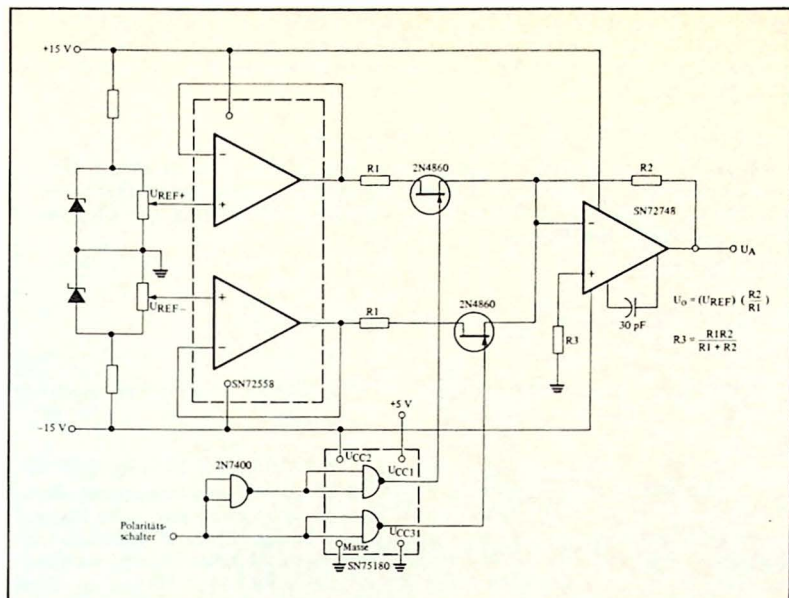 +15 V
UREF+
UREF−
−15 V
SN72558
R1
2N4860
R2
SN72748
UA
R1
2N4860
R3
30 pF
Uo = (UREF) (R2/R1)
R3 = R1R2/R1 + R2
+5 V
UCC2
UCC1
2N7400
Polaritäts-
schalter
UCC31
Masse
SN75180